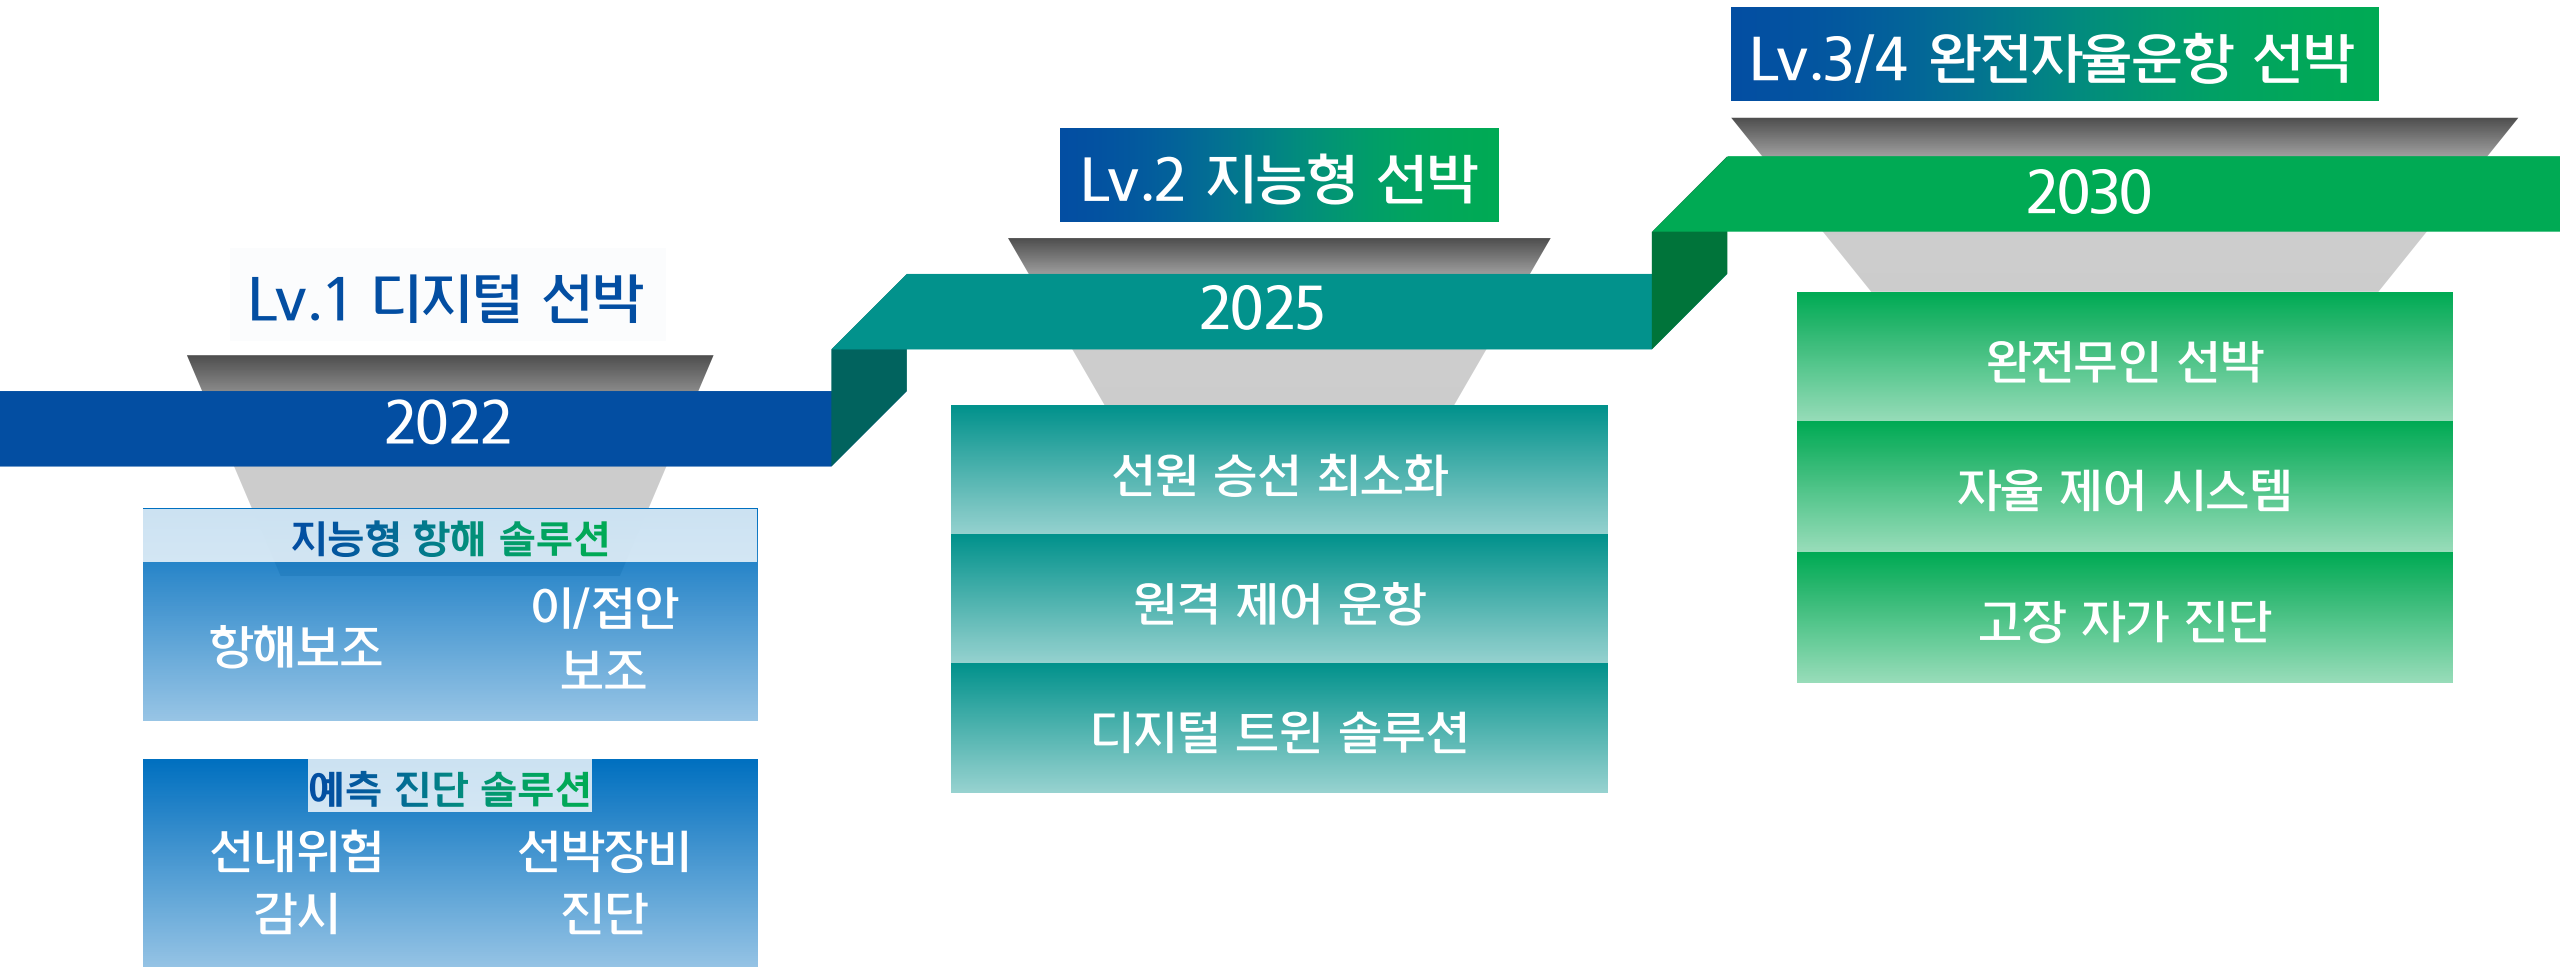 Lv.1 디지털 선박
2022
지능형 항해 솔루션
항해보조
이/접안
보조
예측 진단 솔루션
선내위험
감시
선박장비
진단
Lv.2 지능형 선박
2025
선원 승선 최소화
원격 제어 운항
디지털 트윈 솔루션
Lv.3/4 완전자율운항 선박
2030
완전무인 선박
자율 제어 시스템
고장 자가 진단